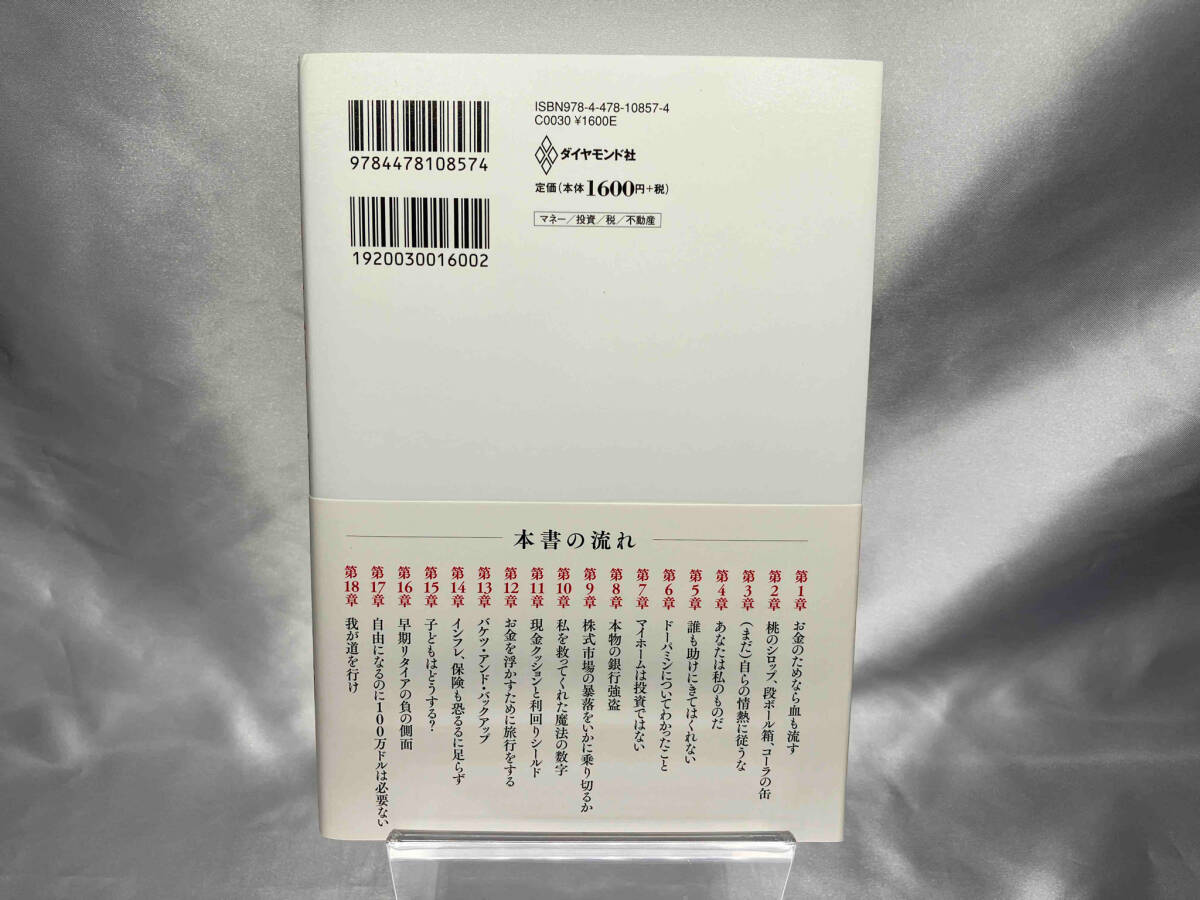 9784478108574
1920030016002
ISBN978-4-478-10857-4
C0030 ¥1600E
ダイヤモンド社
定価(本体1600円+税)
マネー/投資/税/不動産
本書の流れ
第1章 お金のためなら血も流す
第2章 桃のシロップ、段ボール箱、コーラの缶
第3章 (まだ)自らの情熱に従うな
第4章 あなたは私のものだ
第5章 誰も助けにきてはくれない
第6章 ドーパミンについてわかったこと
第7章 マイホームは投資ではない
第8章 本物の銀行強盗
第9章 株式市場の暴落をいかに乗り切るか
第10章 私を救ってくれた魔法の数字
第11章 現金クッションと利回りシールド
第12章 お金を浮かすために旅行をする
第13章 バケツ・アンド・バックアップ
第14章 インフレ、保険も恐るるに足らず
第15章 子どもはどうする?
第16章 早期リタイアの負の側面
第17章 自由になるのに100万ドルは必要ない
第18章 我が道を行け